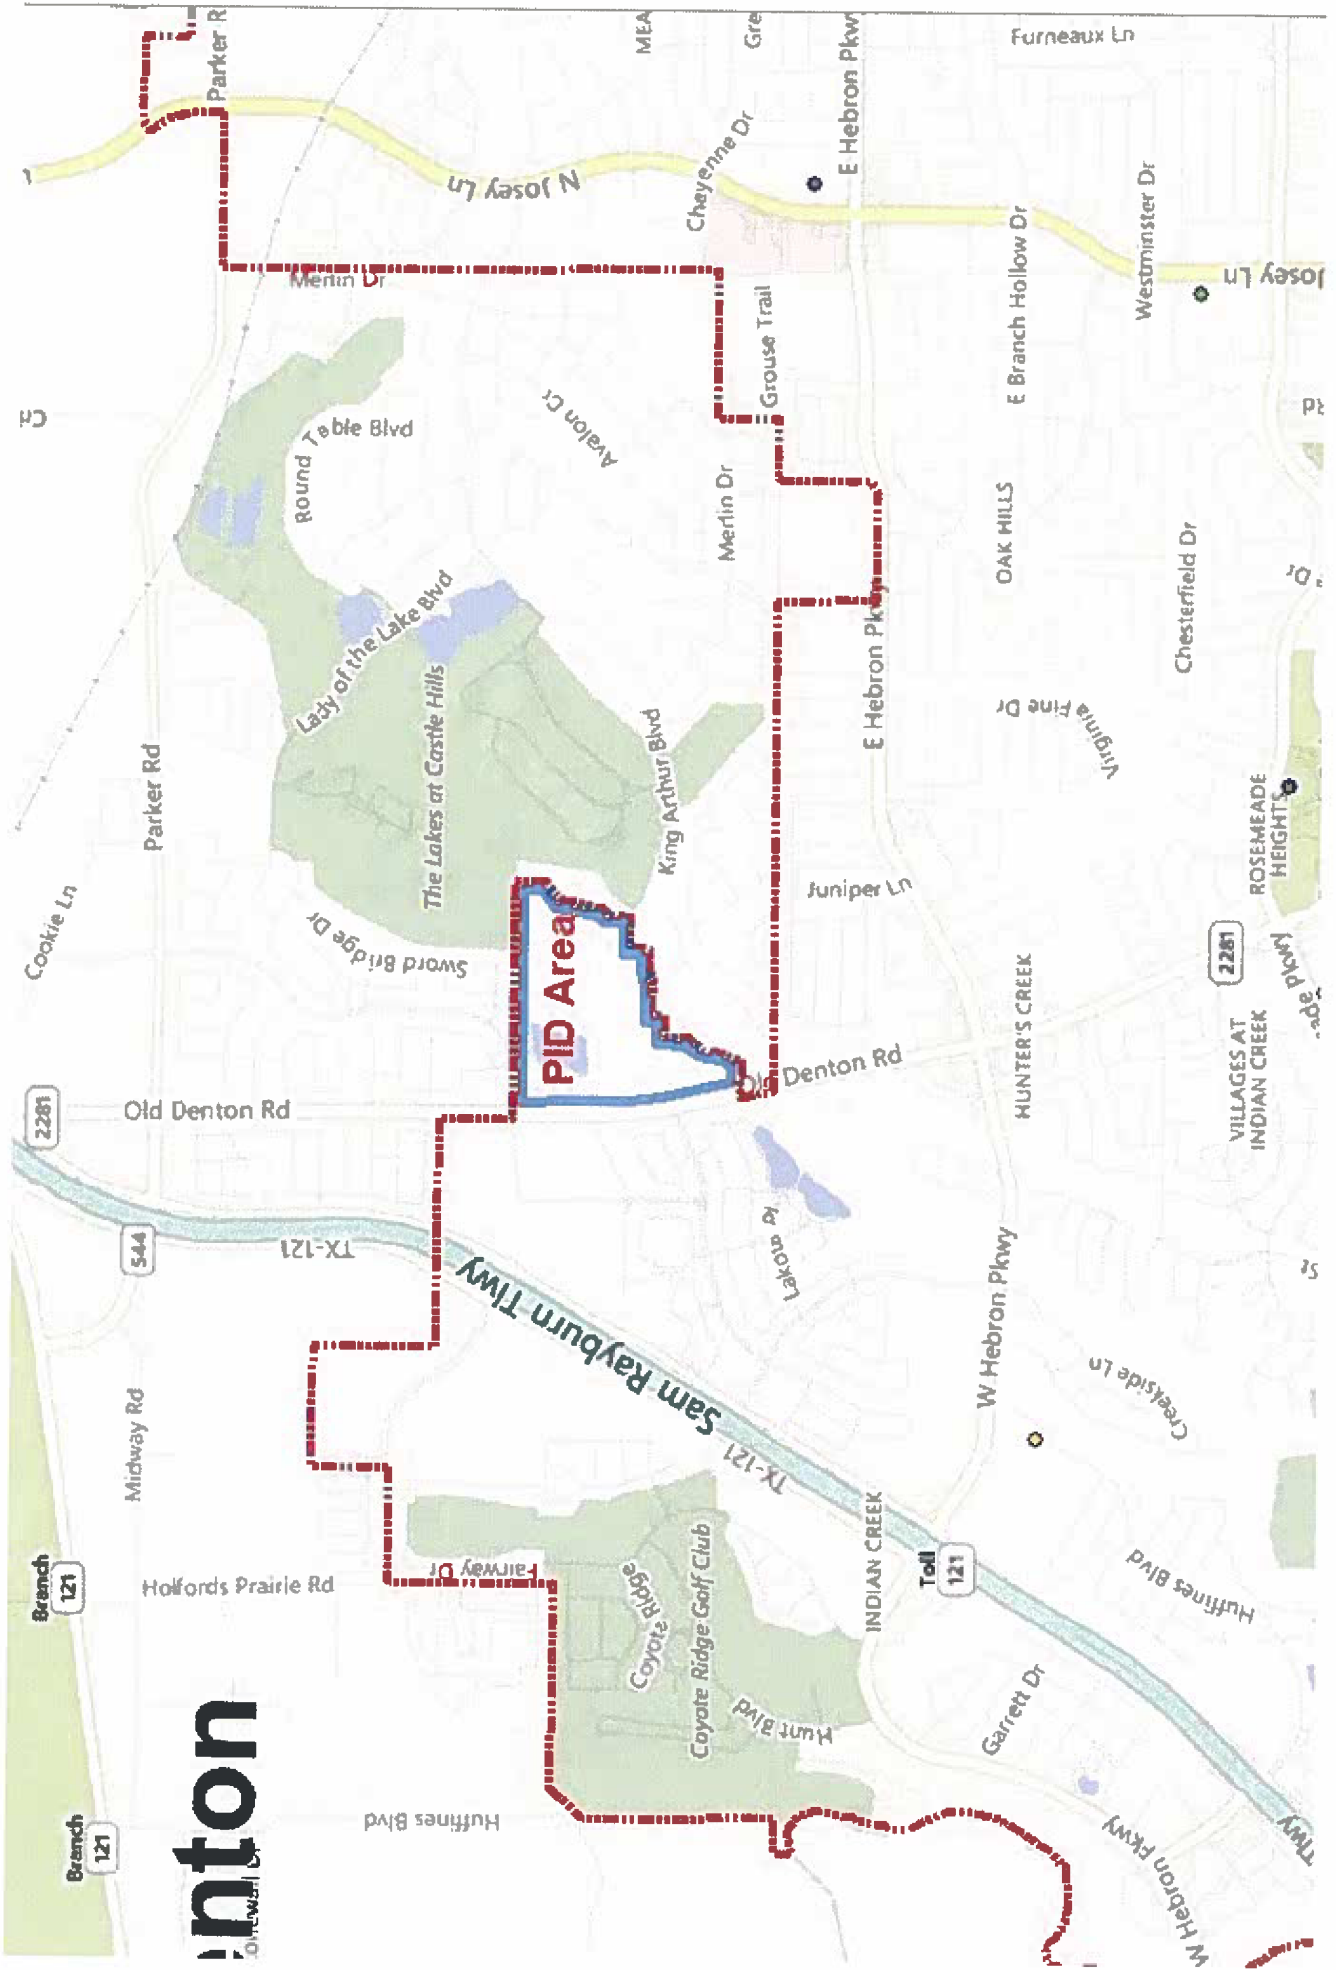 Parker R
MEA
Gre
E Hebron Pkw
Furneaux Ln
N Josey Ln
Cheyenne Dr
Westminster Dr
E Branch Hollow Dr
Josey Ln
Merlin Dr
Grouse Trail
Rd
Round Table Blvd
Avalon Ct
Merlin Dr
OAK HILLS
Chesterfield Dr
Dr
Lady of the Lake Blvd
The Lakes at Castle Hills
E Hebron Pkwy
Virginia Pine Dr
Parker Rd
King Arthur Blvd
ROSEMEADE
HEIGHTS
Cookie Ln
Sword Bridge Dr
PID Area
Juniper Ln
2281
HUNTER'S CREEK
ade Pkwy
2281
Old Denton Rd
Old Denton Rd
VILLAGES AT
INDIAN CREEK
544
TX-121
Sam Rayburn Tlwy
Lakota Pl
W Hebron Pkwy
Creekside Ln
Midway Rd
TX-121
Branch
121
Holfords Prairie Rd
Fairway Dr
Coyote Ridge
Coyote Ridge Golf Club
INDIAN CREEK
Toll
121
Huffines Blvd
Hunt Blvd
Garrett Dr
Branch
121
nton
Huffines Blvd
W Hebron Pkwy
Tlwy